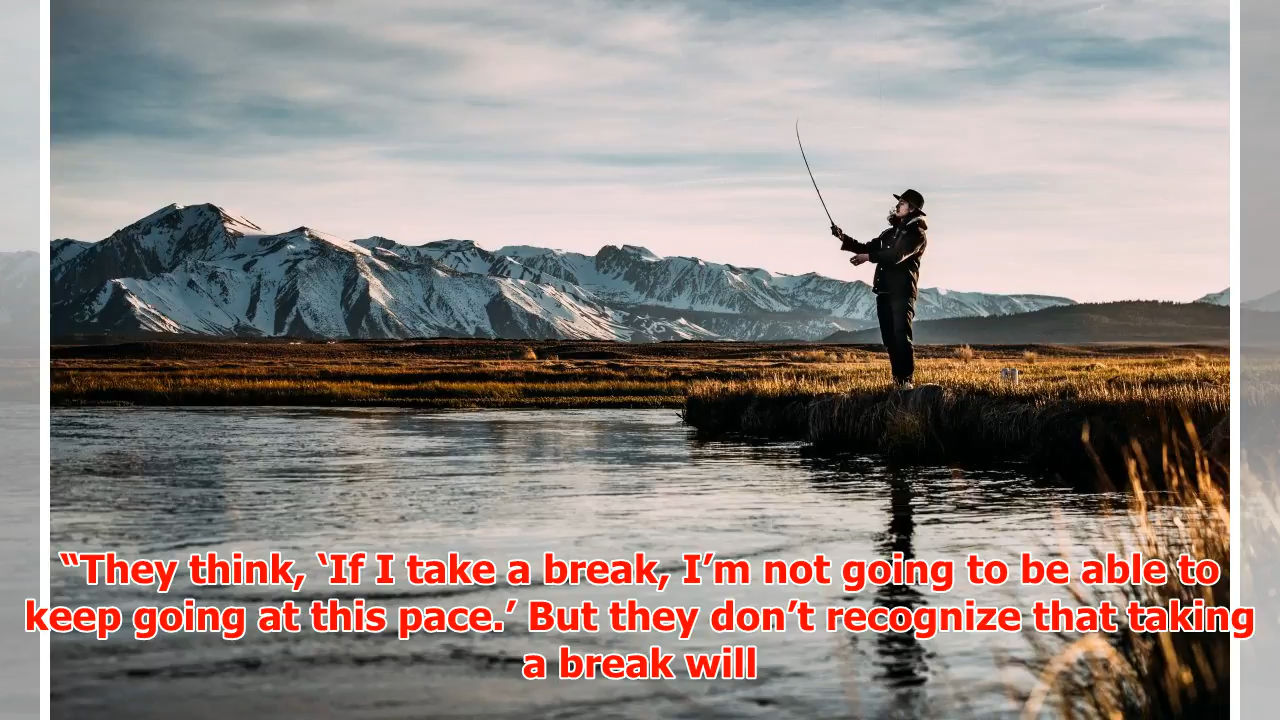 “They think, ‘If I take a break, I’m not going to be able to
keep going at this pace.’ But they don’t recognize that taking
a break will